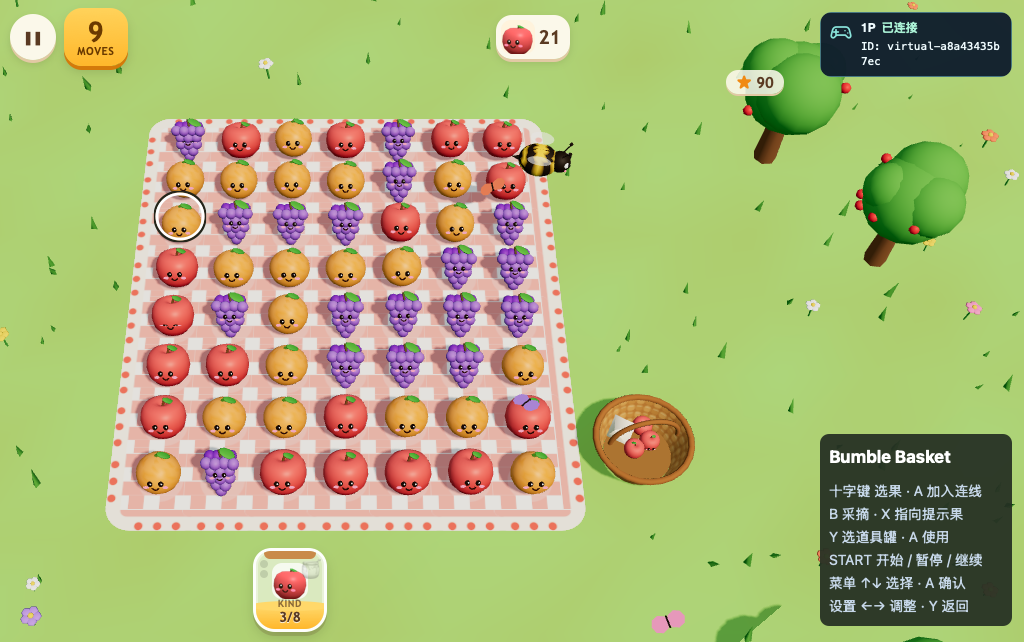 9
MOVES
21
90
1P 已连接
ID: virtual-a8a43435b
7ec
Bumble Basket
十字键 选果 · A 加入连线
B 采摘 · X 指向提示果
Y 选道具罐 · A 使用
START 开始 / 暂停 / 继续
菜单 ↑↓ 选择 · A 确认
设置 ←→ 调整 · Y 返回
KIND
3/8